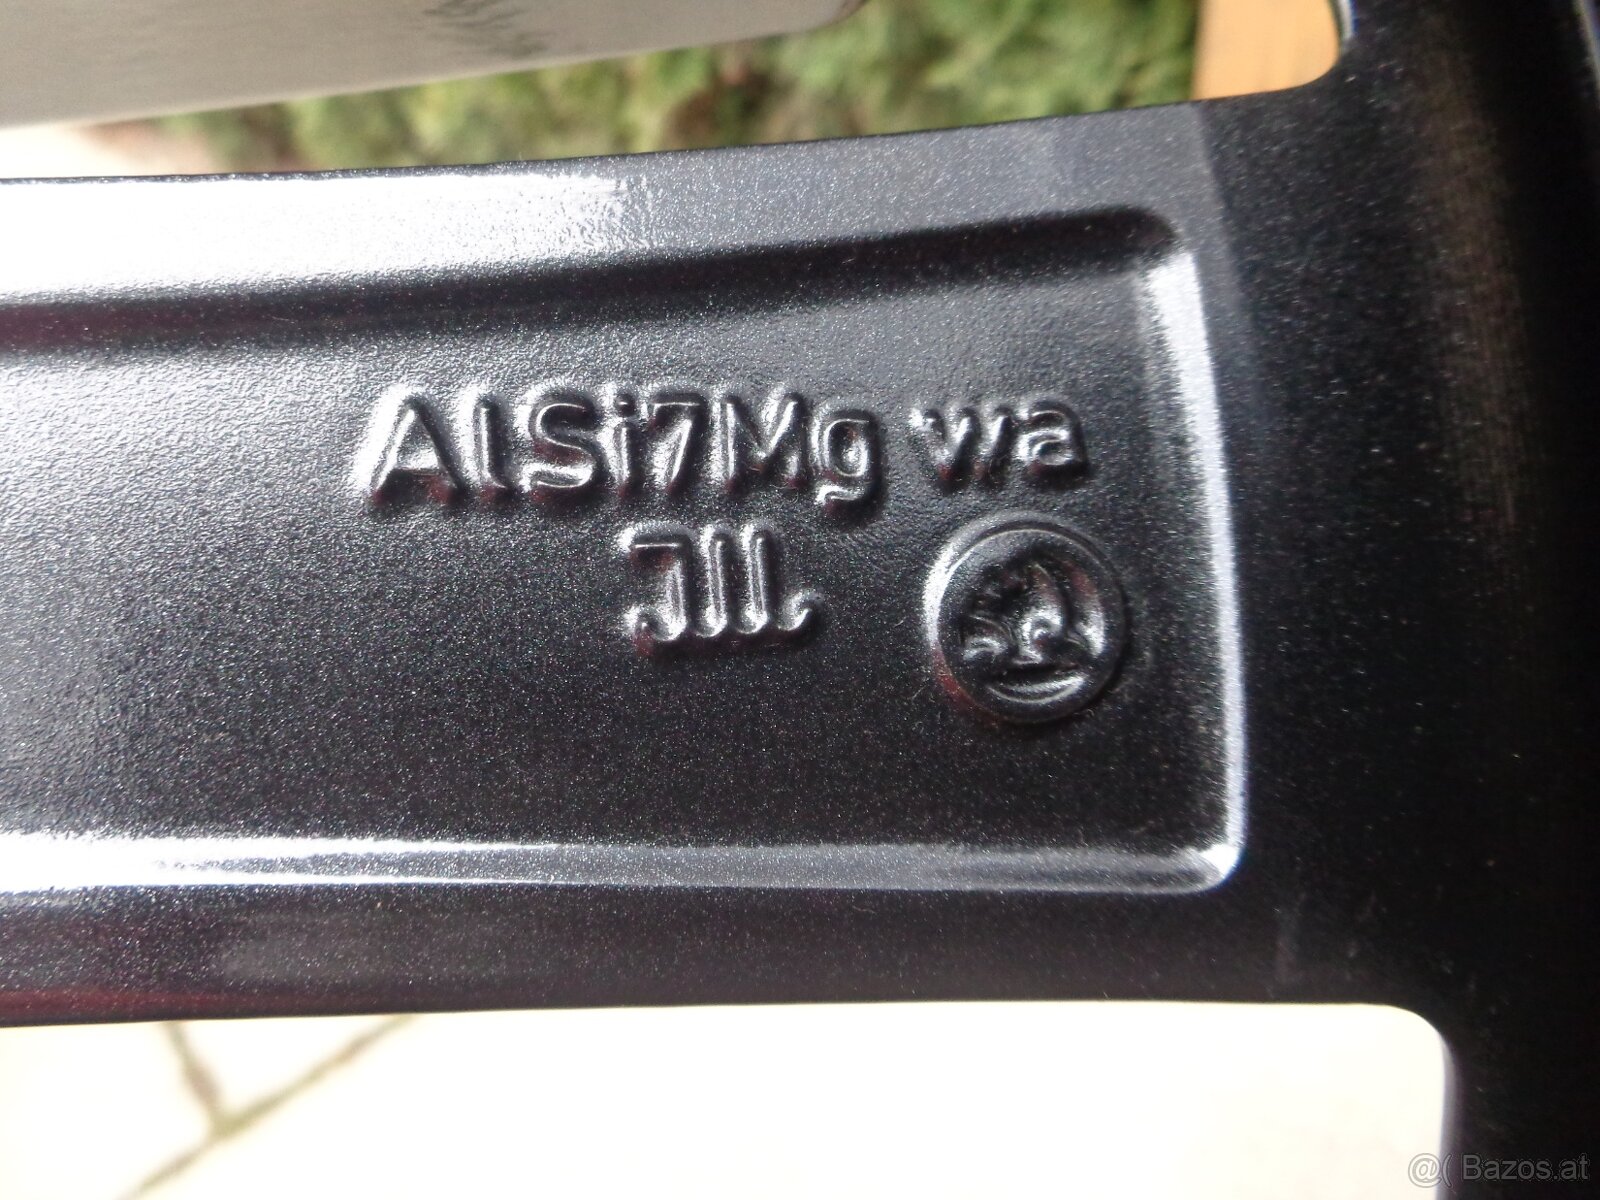 AlSi7Mg wa
@( Bazos.at